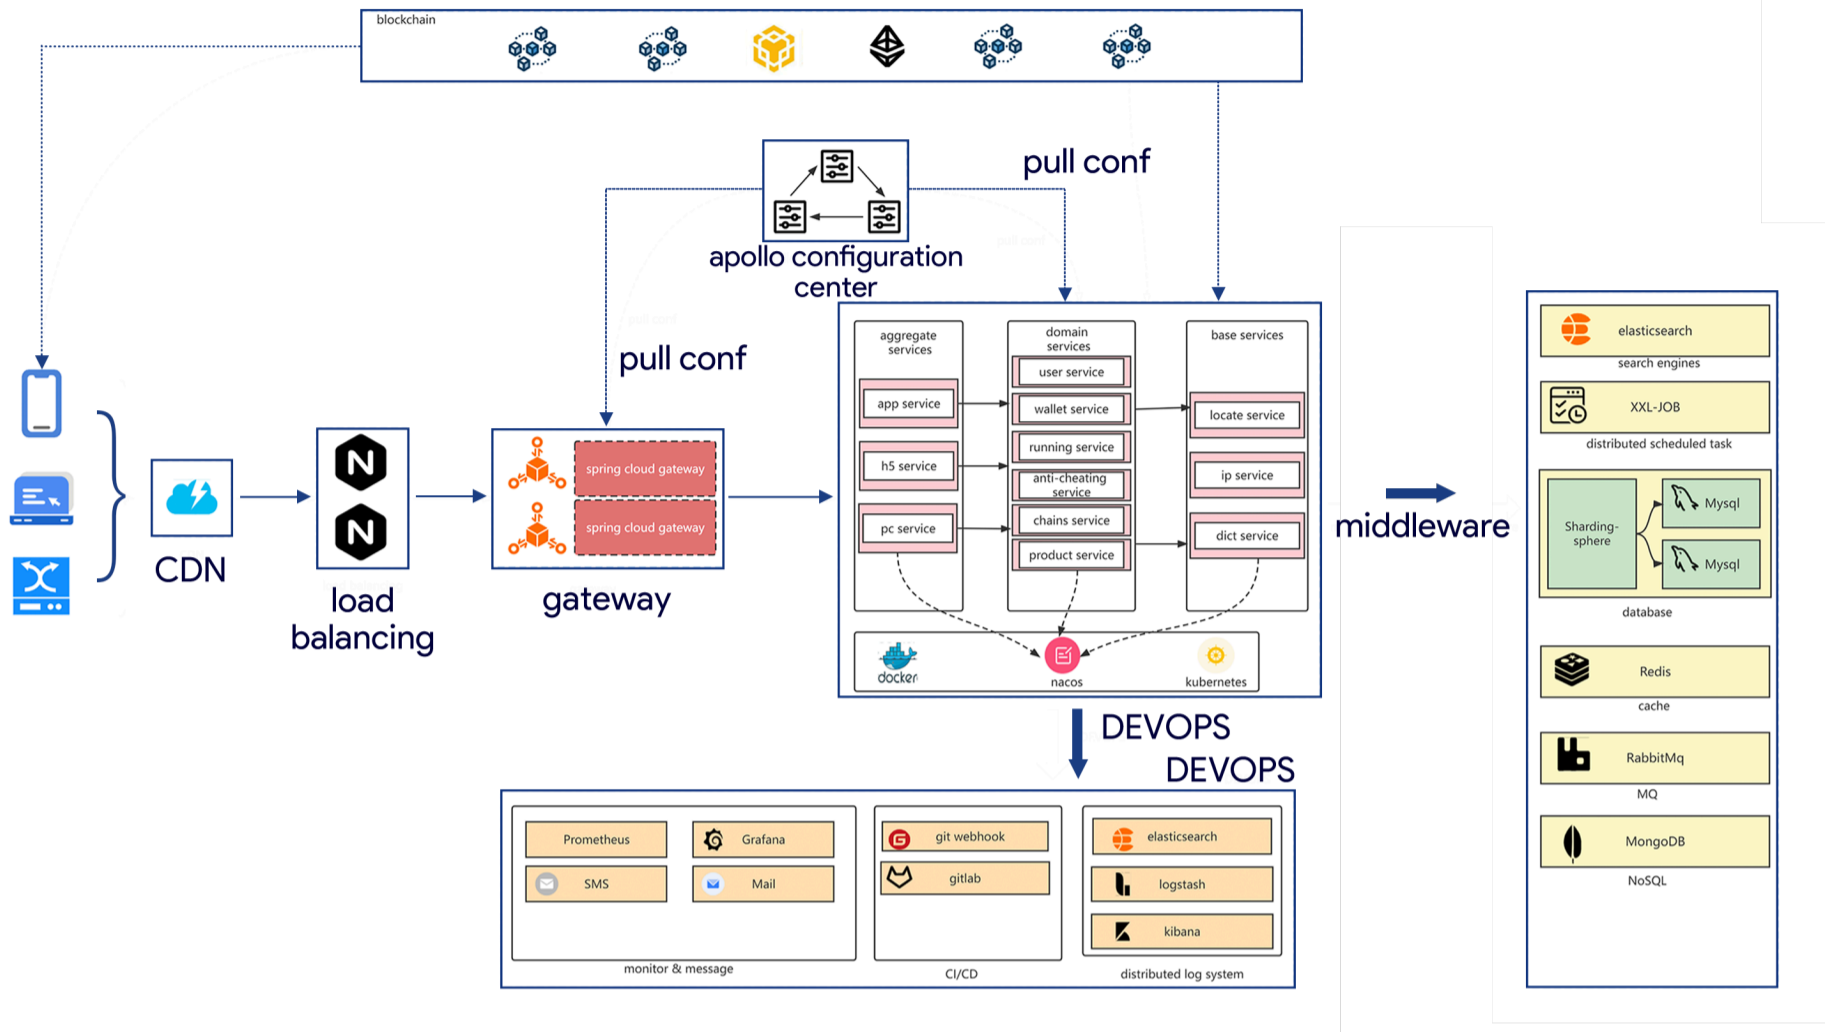 blockchain
pull conf
apollo configuration
center
pull conf
pull conf
pull conf
aggregate
services
app service
h5 service
pc service
domain
services
user service
wallet service
running service
anti-cheating
service
chains service
product service
base services
locate service
ip service
dict service
docker
nacos
kubernetes
CDN
N
N
load
balancing
spring cloud gateway
spring cloud gateway
gateway
middleware
elasticsearch
search engines
XXL-JOB
distributed scheduled task
Sharding-
sphere
Mysql
Mysql
database
Redis
cache
RabbitMq
MQ
MongoDB
NoSQL
DEVOPS
DEVOPS
Prometheus
Grafana
SMS
Mail
monitor & message
G
git webhook
gitlab
CI/CD
elasticsearch
logstash
kibana
distributed log system